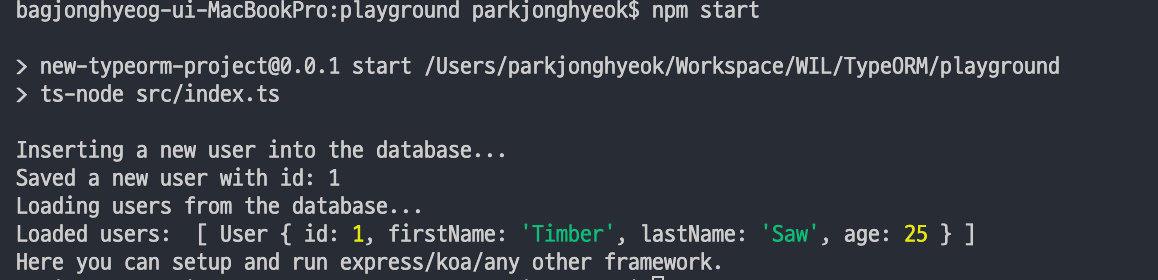 bagjonghyeog-ui-MacBookPro:playground parkjonghyeok$ npm start
> new-typeorm-project@0.0.1 start /Users/parkjonghyeok/Workspace/WIL/TypeORM/playground
> ts-node src/index.ts
Inserting a new user into the database...
Saved a new user with id: 1
Loading users from the database...
Loaded users:  [ User { id: 1, firstName: 'Timber', lastName: 'Saw', age: 25 } ]
Here you can setup and run express/koa/any other framework.